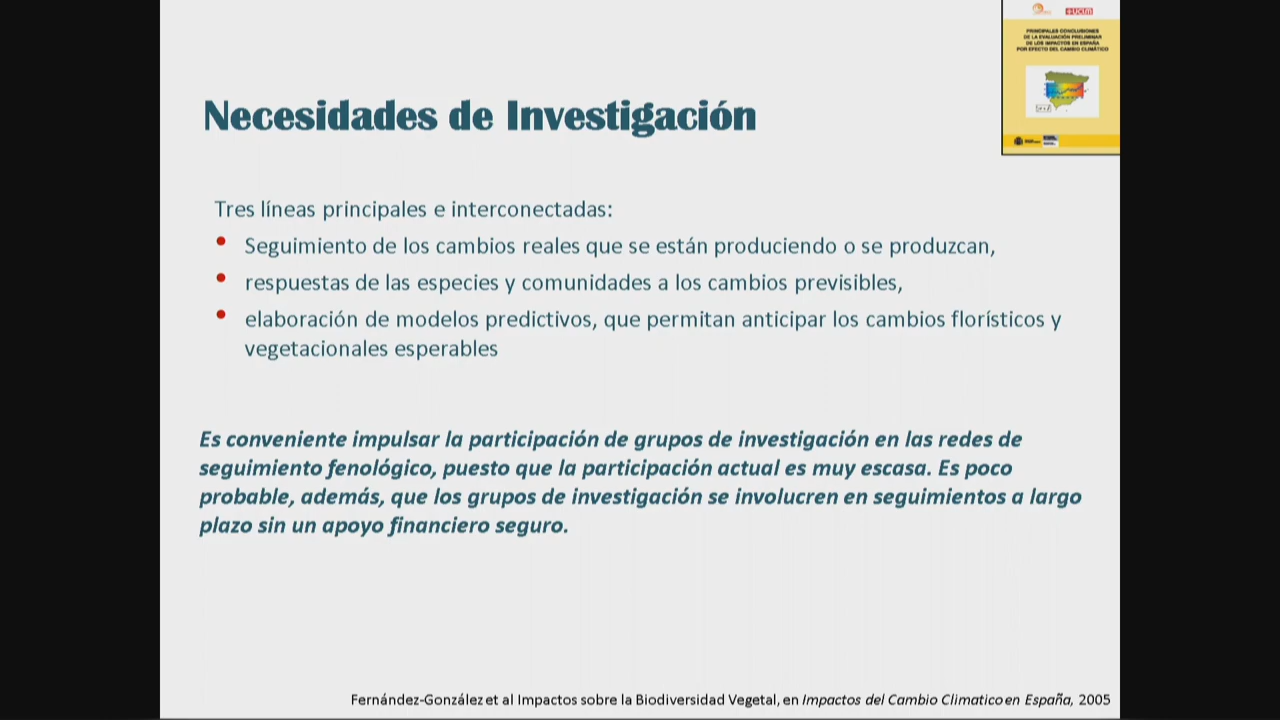 UCLM
PRINCIPALES CONCLUSIONES
DE LA EVALUACIÓN PRELIMINAR
DE LOS IMPACTOS EN ESPAÑA
POR EFECTO DEL CAMBIO CLIMÁTICO
Necesidades de Investigación
Tres líneas principales e interconectadas:
• Seguimiento de los cambios reales que se están produciendo o se produzcan,
• respuestas de las especies y comunidades a los cambios previsibles,
• elaboración de modelos predictivos, que permitan anticipar los cambios florísticos y
vegetacionales esperables
Es conveniente impulsar la participación de grupos de investigación en las redes de
seguimiento fenológico, puesto que la participación actual es muy escasa. Es poco
probable, además, que los grupos de investigación se involucren en seguimientos a largo
plazo sin un apoyo financiero seguro.
Fernández-González et al Impactos sobre la Biodiversidad Vegetal, en Impactos del Cambio Climatico en España, 2005